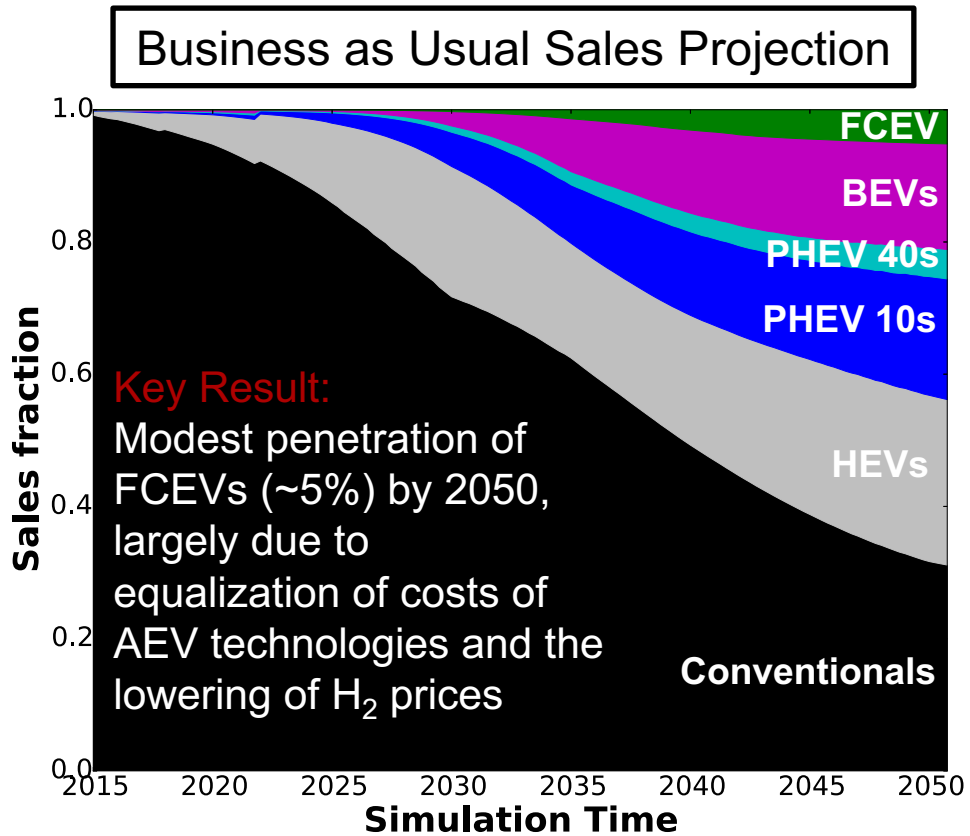 Business as Usual Sales Projection
1.0
0.8
0.6
0.4
0.2
0.0
Sales fraction
FCEV
BEVs
PHEV 40s
PHEV 10s
HEVs
Conventionals
Key Result:
Modest penetration of
FCEVs (~5%) by 2050,
largely due to
equalization of costs of
AEV technologies and the
lowering of H₂ prices
2015 2020 2025 2030 2035 2040 2045 2050
Simulation Time